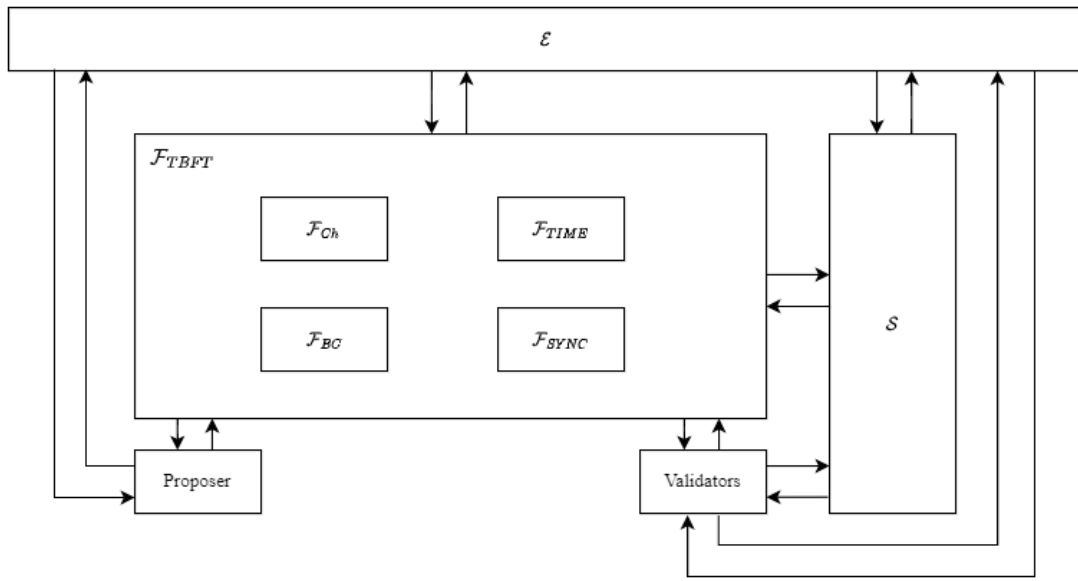 ℰ
ℱ_TBFT
ℱ_Ch
ℱ_TIME
ℱ_BG
ℱ_SYNC
𝒮
Proposer
Validators